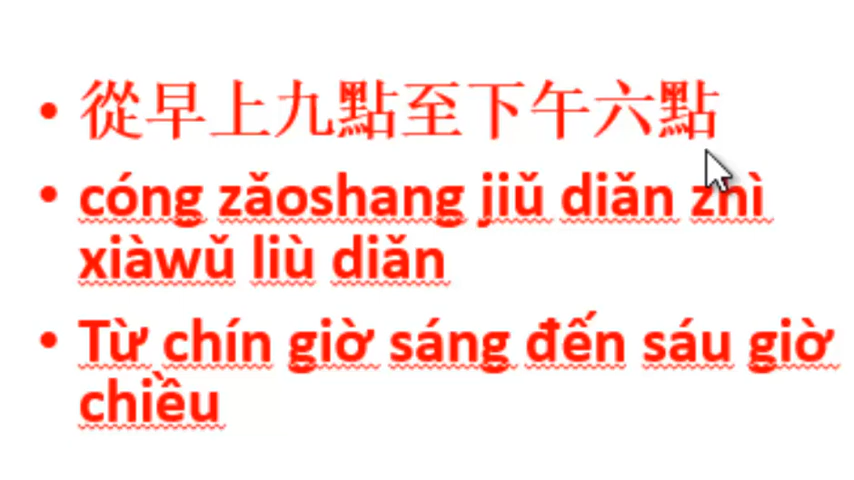 • 從早上九點至下午六點
• cóng zǎoshang jiǔ diǎn zhì
xiàwǔ liù diǎn
• Từ chín giờ sáng đến sáu giờ
chiều